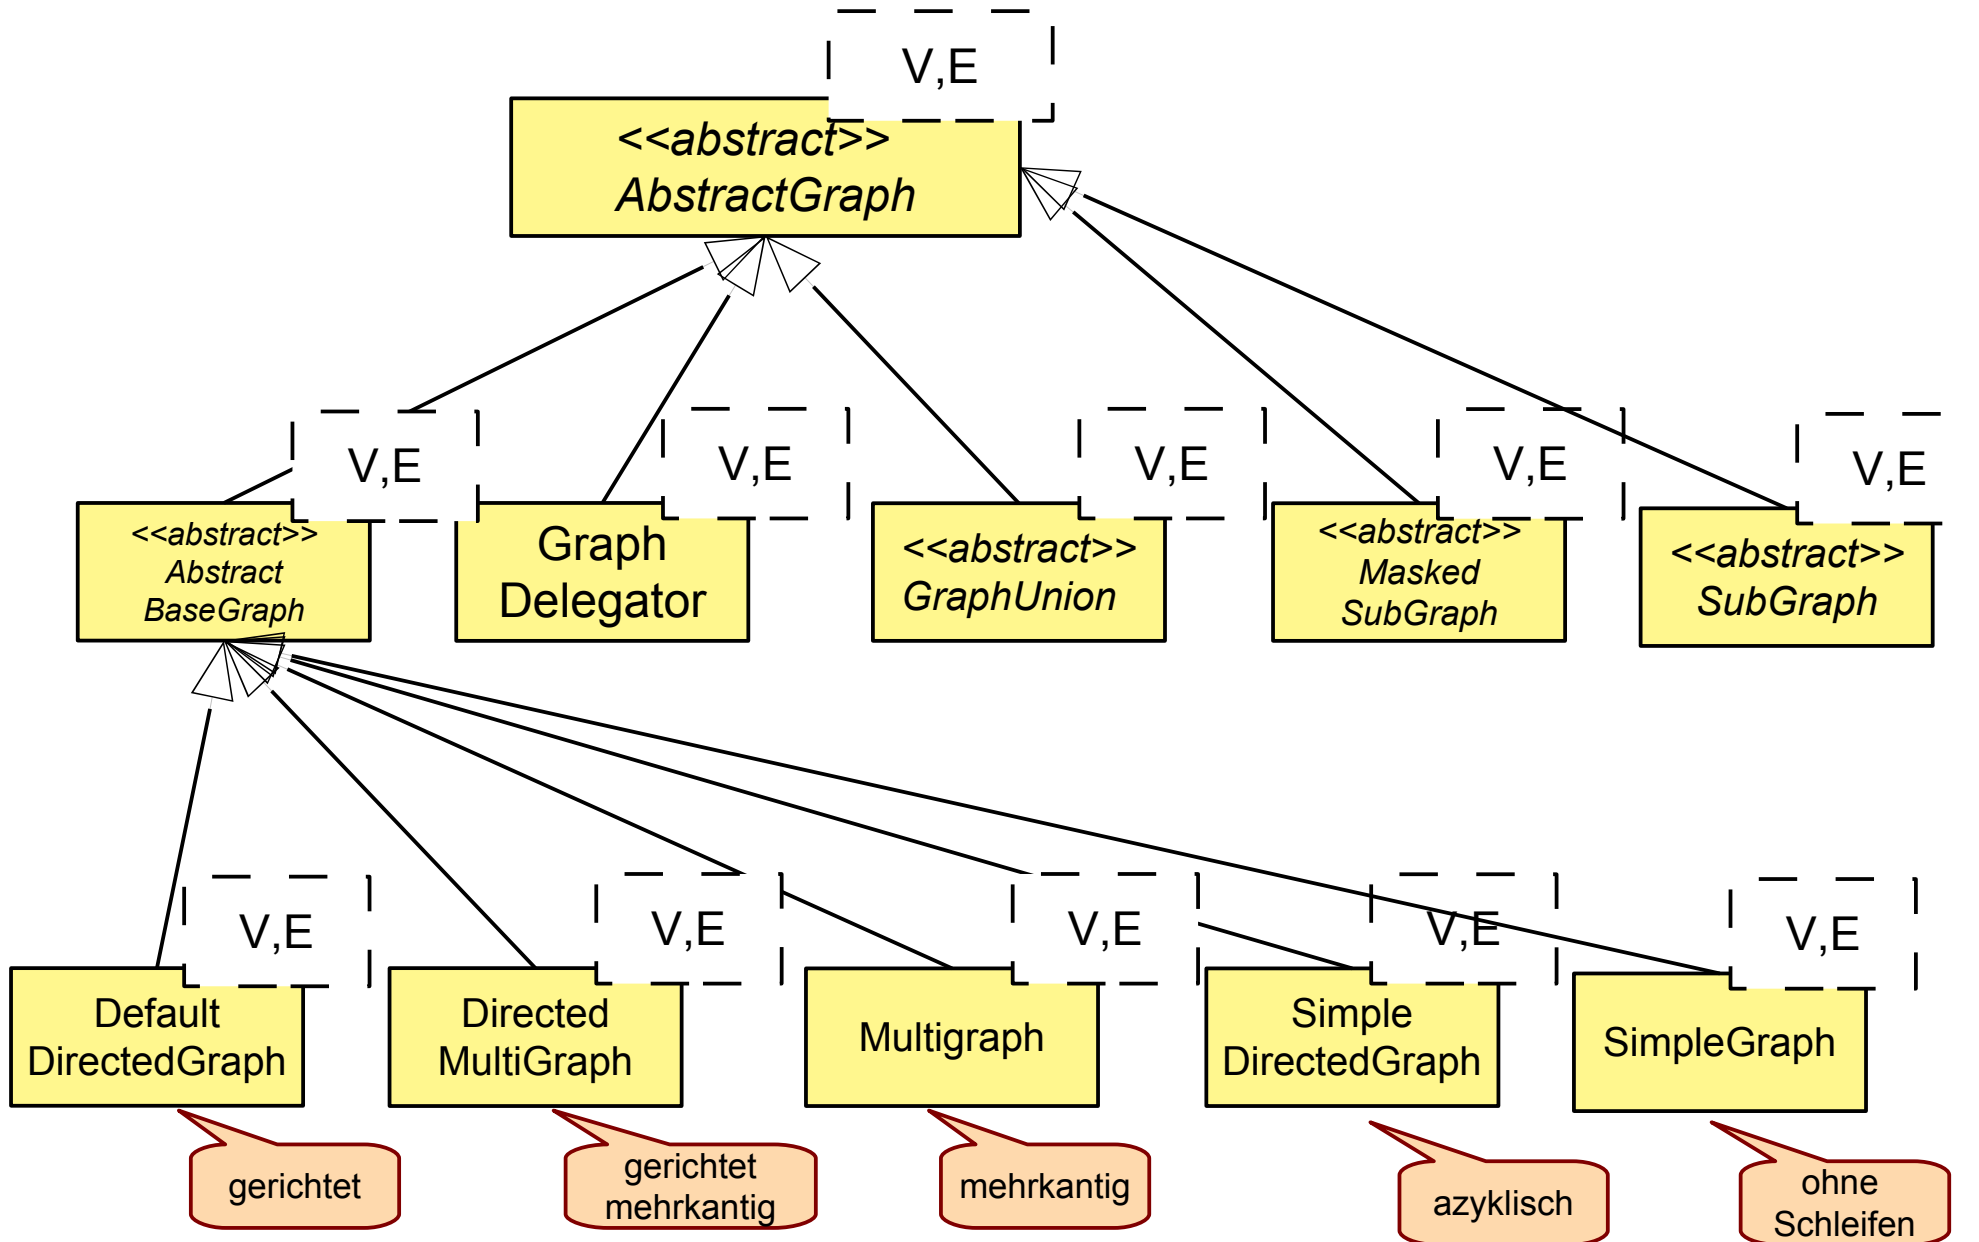 V,E
<<abstract>>
AbstractGraph
V,E
V,E
V,E
V,E
V,E
<<abstract>>
Abstract
BaseGraph
Graph
Delegator
<<abstract>>
GraphUnion
<<abstract>>
Masked
SubGraph
<<abstract>>
SubGraph
V,E
V,E
V,E
V,E
V,E
Default
DirectedGraph
Directed
MultiGraph
Multigraph
Simple
DirectedGraph
SimpleGraph
gerichtet
gerichtet
mehrkantig
mehrkantig
azyklisch
ohne
Schleifen